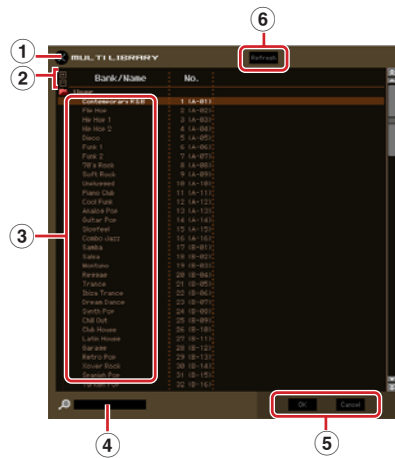 6
1
MULTI LIBRARY
Refresh
2
Bank/Name No.
User
Contemporary R&B 1 (A-01)
Flip Hop 2 (A-02)
Hip Hop 1 3 (A-03)
Hip Hop 2 4 (A-04)
Disco 5 (A-05)
Funk 1 6 (A-06)
Funk 2 7 (A-07)
70's Rock 8 (A-08)
Soft Rock 9 (A-09)
Unplugged 10 (A-10)
Piano Club 11 (A-11)
3
Cool Funk 12 (A-12)
Analog Pop 13 (A-13)
Guitar Pop 14 (A-14)
Slowfeel 15 (A-15)
Combo Jazz 16 (A-16)
Samba 17 (B-01)
Salsa 18 (B-02)
Montuno 19 (B-03)
Reggae 20 (B-04)
Trance 21 (B-05)
Ibiza Trance 22 (B-06)
Dream Dance 23 (B-07)
Synth Pop 24 (B-08)
Chill Out 25 (B-09)
Club House 26 (B-10)
Latin House 27 (B-11)
Garage 28 (B-12)
Retro Pop 29 (B-13)
Xover Rock 30 (B-14)
Spanish Pop 31 (B-15)
Turkish Pop 32 (B-16)
OK Cancel
4
5